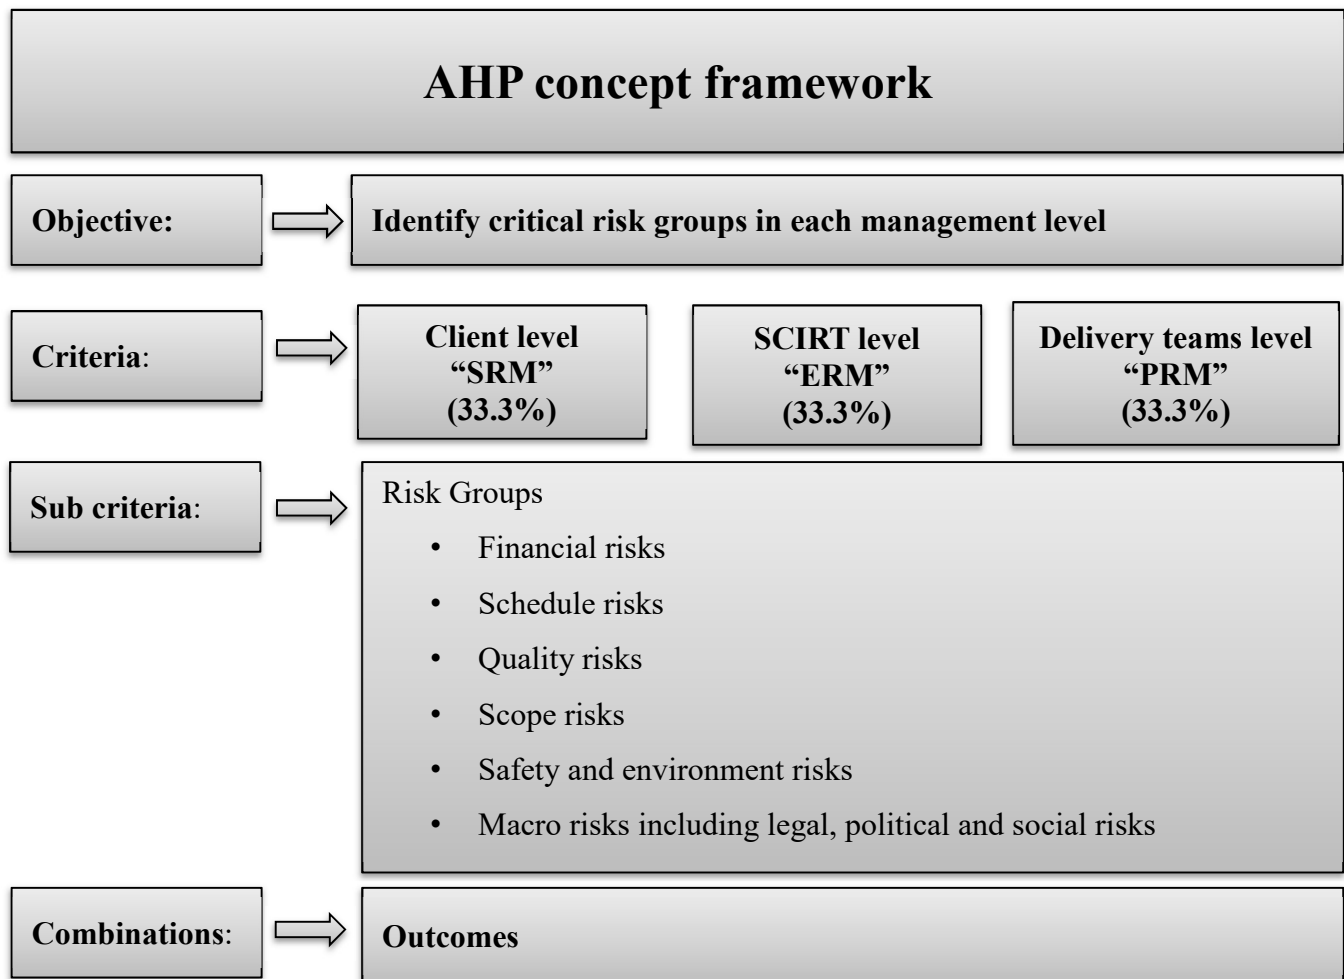 AHP concept framework
Objective:
Identify critical risk groups in each management level
Criteria:
Client level
“SRM”
(33.3%)
SCIRT level
“ERM”
(33.3%)
Delivery teams level
“PRM”
(33.3%)
Sub criteria:
Risk Groups
• Financial risks
• Schedule risks
• Quality risks
• Scope risks
• Safety and environment risks
• Macro risks including legal, political and social risks
Combinations:
Outcomes